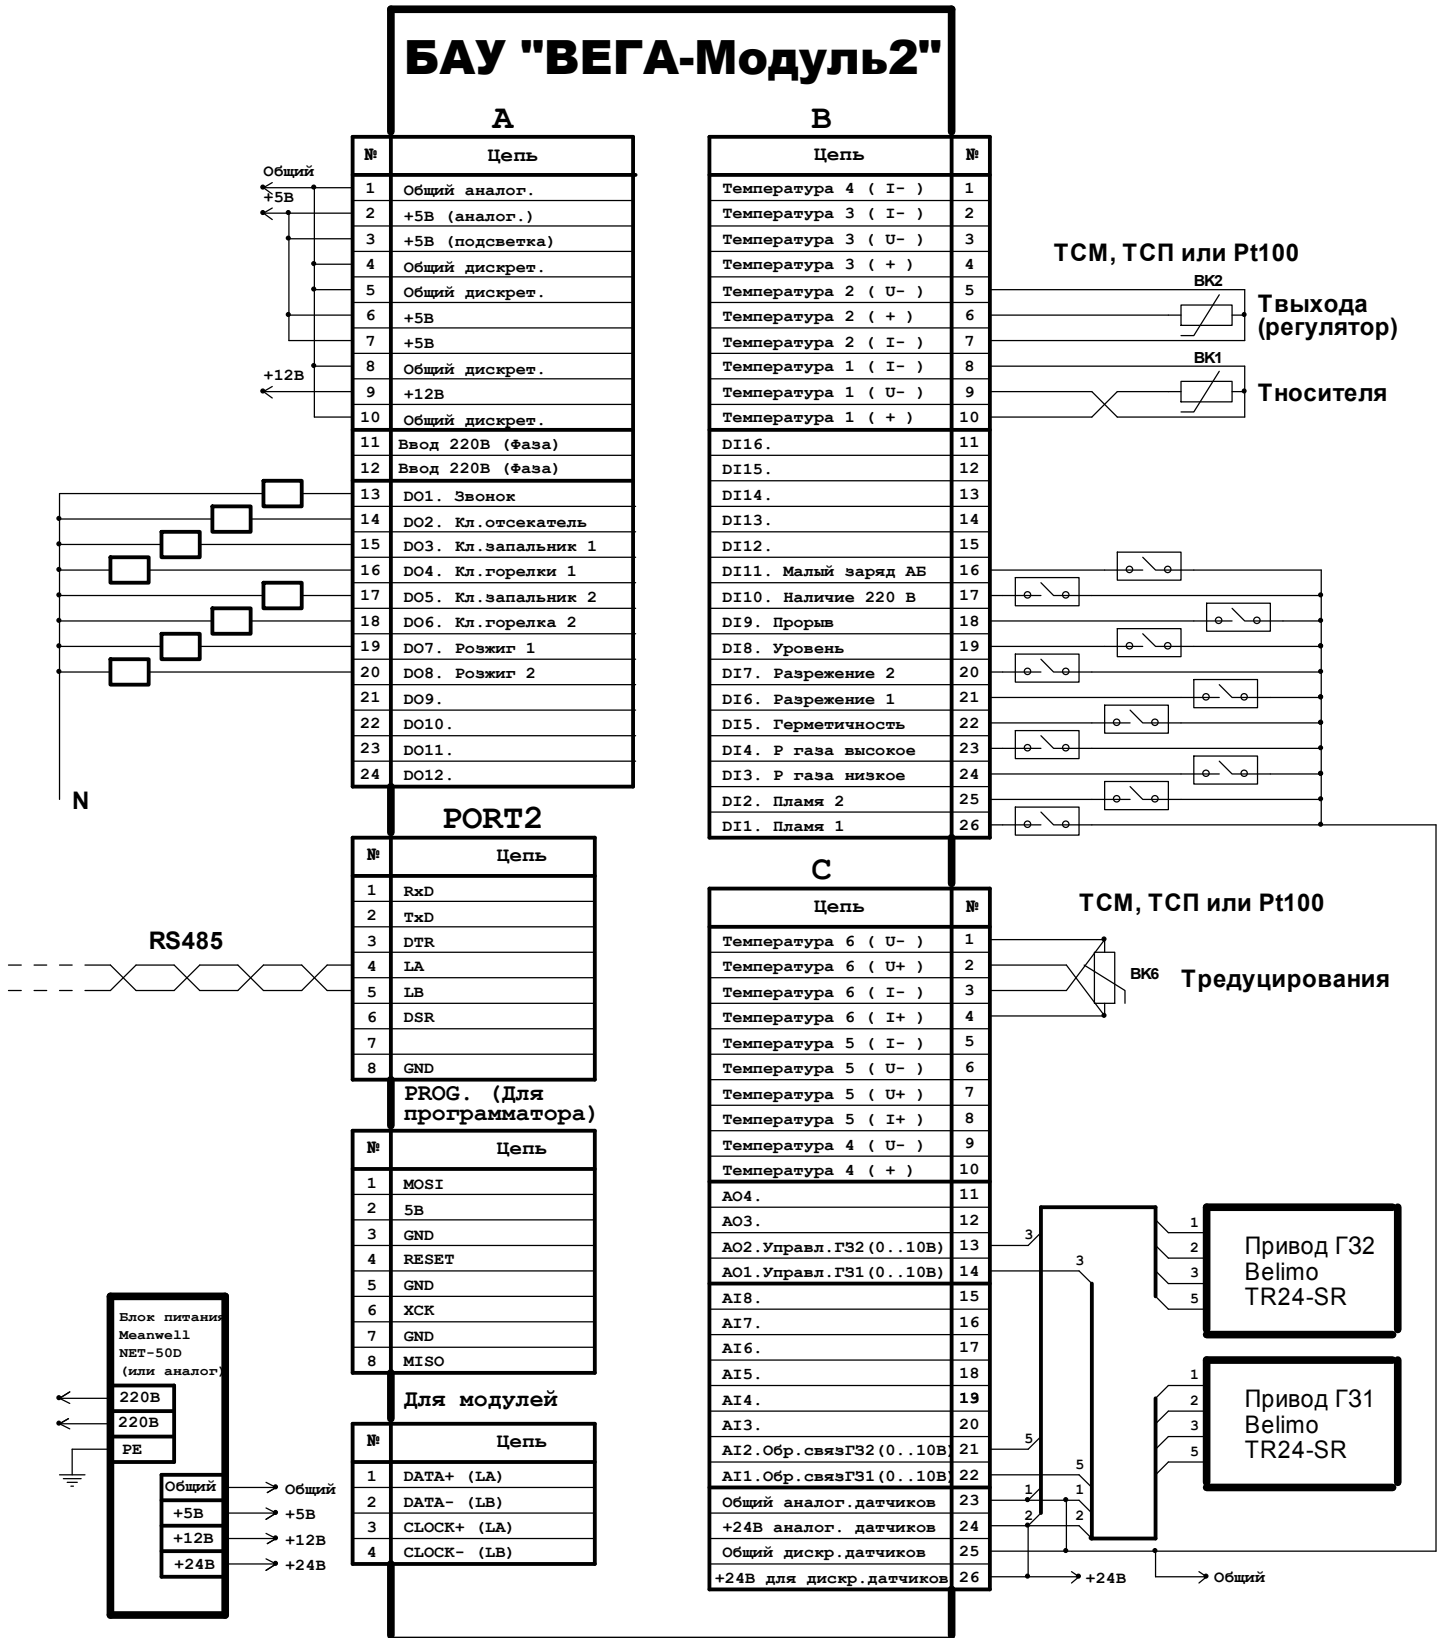 БАУ "ВЕГА-Модуль2"
A
№ Цепь
1 Общий аналог.
2 +5В (аналог.)
3 +5В (подсветка)
4 Общий дискрет.
5 Общий дискрет.
6 +5В
7 +5В
8 Общий дискрет.
9 +12В
10 Общий дискрет.
11 Ввод 220В (Фаза)
12 Ввод 220В (Фаза)
13 DO1. Звонок
14 DO2. Кл.отсекатель
15 DO3. Кл.запальник 1
16 DO4. Кл.горелки 1
17 DO5. Кл.запальник 2
18 DO6. Кл.горелка 2
19 DO7. Розжиг 1
20 DO8. Розжиг 2
21 DO9.
22 DO10.
23 DO11.
24 DO12.
Общий
+5В
+12В
N
PORT2
№ Цепь
1 RxD
2 TxD
3 DTR
4 LA
5 LB
6 DSR
7
8 GND
RS485
PROG. (Для
программатора)
№ Цепь
1 MOSI
2 5В
3 GND
4 RESET
5 GND
6 XCK
7 GND
8 MISO
Для модулей
№ Цепь
1 DATA+ (LA)
2 DATA- (LB)
3 CLOCK+ (LA)
4 CLOCK- (LB)
Блок питания
Meanwell
NET-50D
(или аналог)
220В
220В
PE
Общий
+5В
+12В
+24В
Общий
+5В
+12В
+24В
B
Цепь №
Температура 4 ( I- ) 1
Температура 3 ( I- ) 2
Температура 3 ( U- ) 3
Температура 3 ( + ) 4
Температура 2 ( U- ) 5
Температура 2 ( + ) 6
Температура 2 ( I- ) 7
Температура 1 ( I- ) 8
Температура 1 ( U- ) 9
Температура 1 ( + ) 10
DI16. 11
DI15. 12
DI14. 13
DI13. 14
DI12. 15
DI11. Малый заряд АБ 16
DI10. Наличие 220 В 17
DI9. Прорыв 18
DI8. Уровень 19
DI7. Разрежение 2 20
DI6. Разрежение 1 21
DI5. Герметичность 22
DI4. Р газа высокое 23
DI3. Р газа низкое 24
DI2. Пламя 2 25
DI1. Пламя 1 26
ТСМ, ТСП или Pt100
BK2
Твыхода
(регулятор)
BK1
Тносителя
C
Цепь №
Температура 6 ( U- ) 1
Температура 6 ( U+ ) 2
Температура 6 ( I- ) 3
Температура 6 ( I+ ) 4
Температура 5 ( I- ) 5
Температура 5 ( U- ) 6
Температура 5 ( U+ ) 7
Температура 5 ( I+ ) 8
Температура 4 ( U- ) 9
Температура 4 ( + ) 10
AO4. 11
AO3. 12
AO2.Управл.ГЗ2(0..10В) 13
AO1.Управл.ГЗ1(0..10В) 14
AI8. 15
AI7. 16
AI6. 17
AI5. 18
AI4. 19
AI3. 20
AI2.Обр.связГЗ2(0..10В 21
AI1.Обр.связГЗ1(0..10В 22
Общий аналог.датчиков 23
+24В аналог. датчиков 24
Общий дискр.датчиков 25
+24В для дискр.датчиков 26
ТСМ, ТСП или Pt100
BK6
Тредуцирования
3
3
5
5
1
1
2
2
1
2
3
5
Привод ГЗ2
Belimo
TR24-SR
1
2
3
5
Привод ГЗ1
Belimo
TR24-SR
+24В
Общий